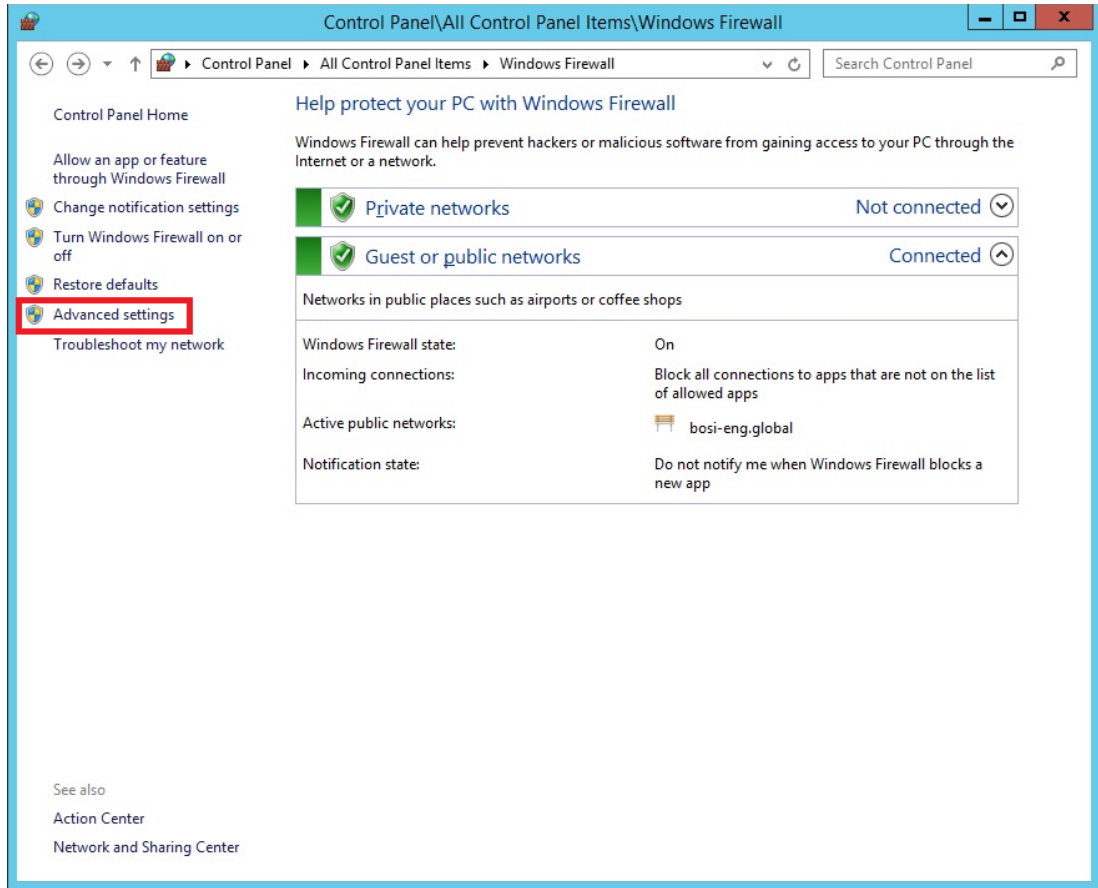 Control Panel\All Control Panel Items\Windows Firewall
Control Panel ▸ All Control Panel Items ▸ Windows Firewall
Search Control Panel
Control Panel Home
Allow an app or feature
through Windows Firewall
Change notification settings
Turn Windows Firewall on or
off
Restore defaults
Advanced settings
Troubleshoot my network
See also
Action Center
Network and Sharing Center
Help protect your PC with Windows Firewall
Windows Firewall can help prevent hackers or malicious software from gaining access to your PC through the
Internet or a network.
Private networks Not connected
Guest or public networks Connected
Networks in public places such as airports or coffee shops
Windows Firewall state: On
Incoming connections: Block all connections to apps that are not on the list
of allowed apps
Active public networks: bosi-eng.global
Notification state: Do not notify me when Windows Firewall blocks a
new app